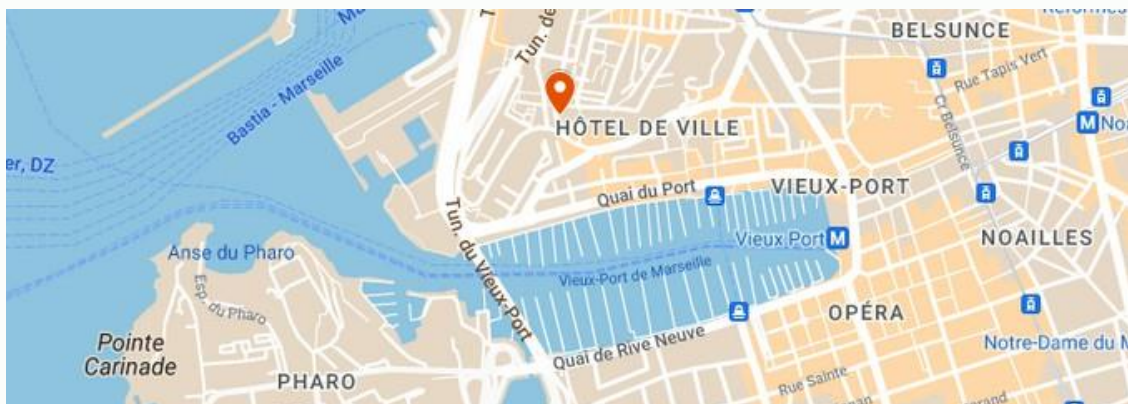 BELSUNCE
Rue Tapis Vert
Tun. de
Bastia - Marseille
Cr Belsunce
M
HÔTEL DE VILLE
er, DZ
Quai du Port
VIEUX-PORT
Tun. du Vieux-Port
Vieux Port M
NOAILLES
Anse du Pharo
Vieux-Port de Marseille
Esp. du Pharo
OPÉRA
Pointe
Carinade
Quai de Rive Neuve
Notre-Dame du M
PHARO
Rue Sainte